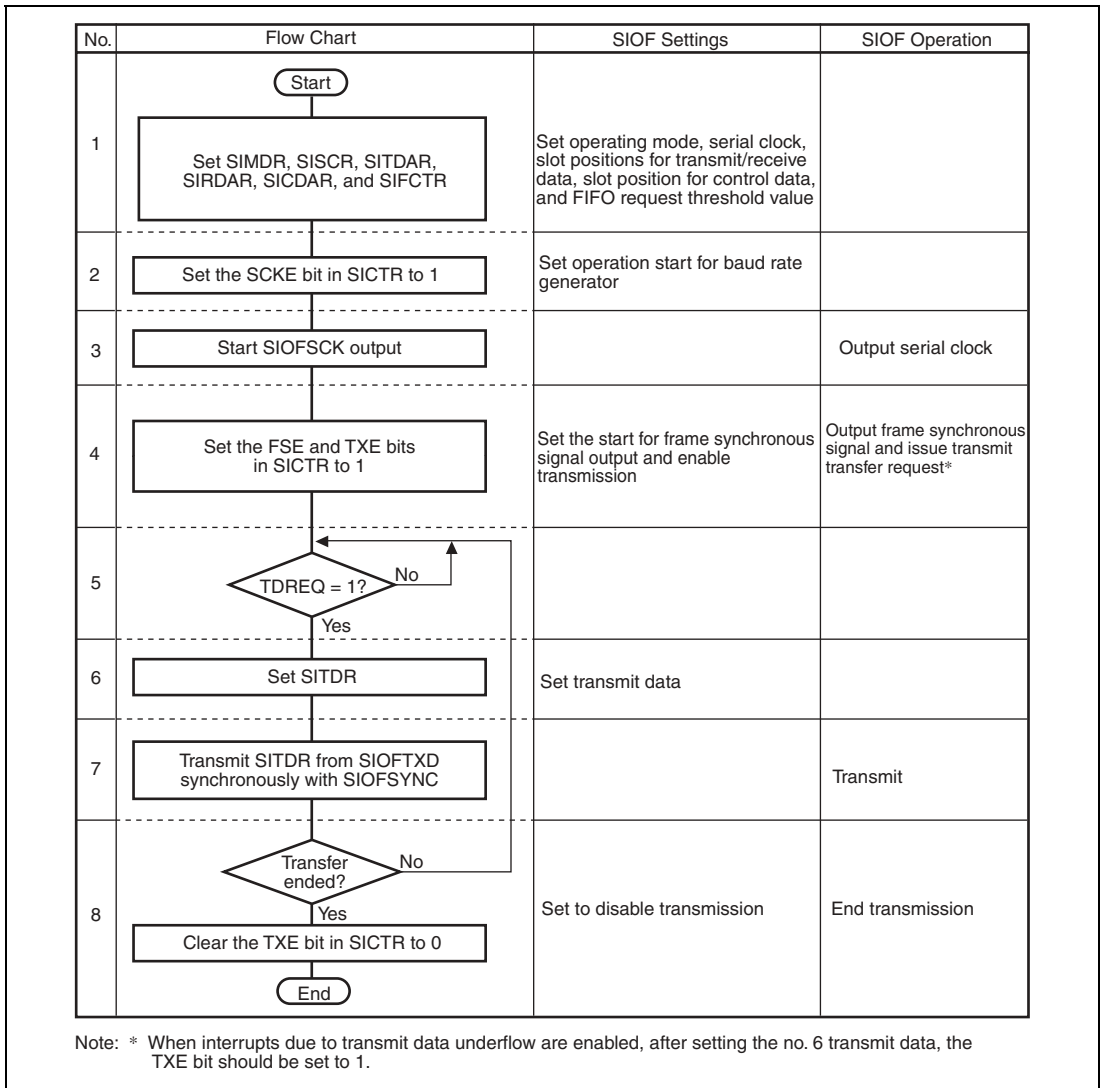 No. Flow Chart SIOF Settings SIOF Operation
Start
1
Set SIMDR, SISCR, SITDAR,
SIRDAR, SICDAR, and SIFCTR
Set operating mode, serial clock,
slot positions for transmit/receive
data, slot position for control data,
and FIFO request threshold value
2
Set the SCKE bit in SICTR to 1
Set operation start for baud rate
generator
3
Start SIOFSCK output
Output serial clock
4
Set the FSE and TXE bits
in SICTR to 1
Set the start for frame synchronous
signal output and enable
transmission
Output frame synchronous
signal and issue transmit
transfer request*
5
TDREQ = 1?
No
Yes
6
Set SITDR
Set transmit data
7
Transmit SITDR from SIOFTXD
synchronously with SIOFSYNC
Transmit
8
Transfer
ended?
No
Yes
Clear the TXE bit in SICTR to 0
Set to disable transmission
End transmission
End
Note: * When interrupts due to transmit data underflow are enabled, after setting the no. 6 transmit data, the
TXE bit should be set to 1.